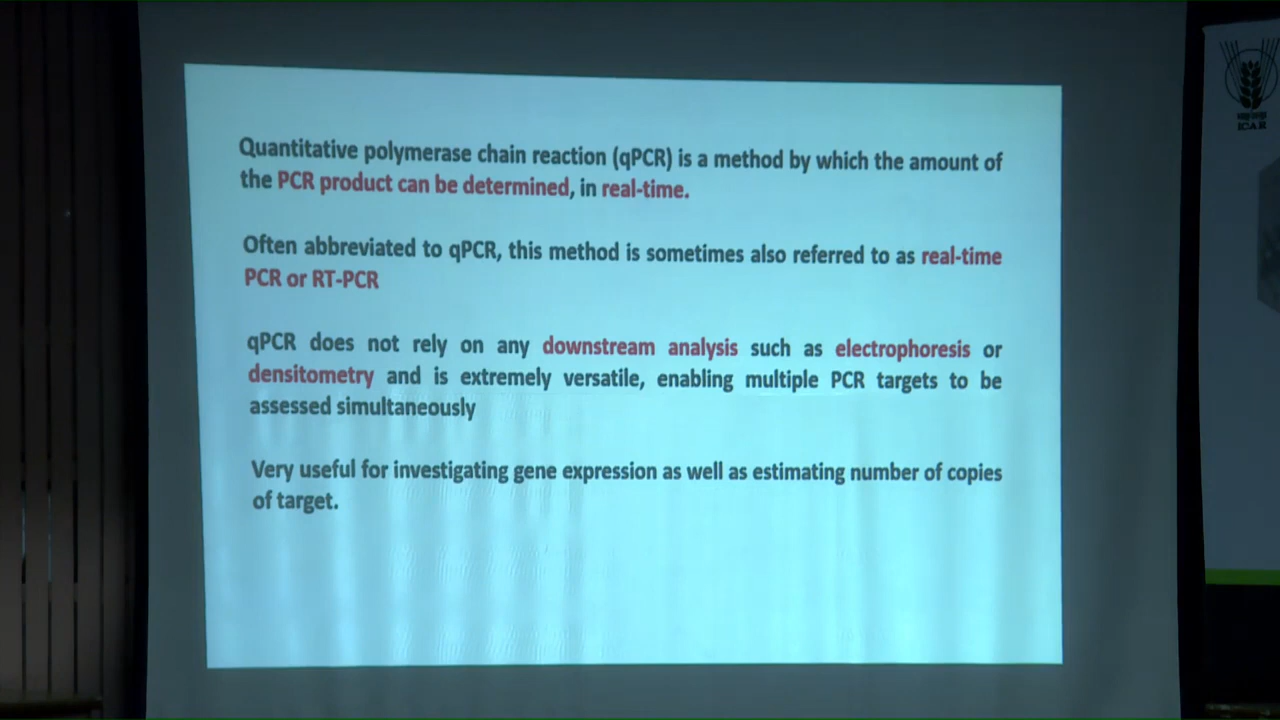 Quantitative polymerase chain reaction (qPCR) is a method by which the amount of
the PCR product can be determined, in real-time.
Often abbreviated to qPCR, this method is sometimes also referred to as real-time
PCR or RT-PCR
qPCR does not rely on any downstream analysis such as electrophoresis or
densitometry and is extremely versatile, enabling multiple PCR targets to be
assessed simultaneously
Very useful for investigating gene expression as well as estimating number of copies
of target.
ICAR